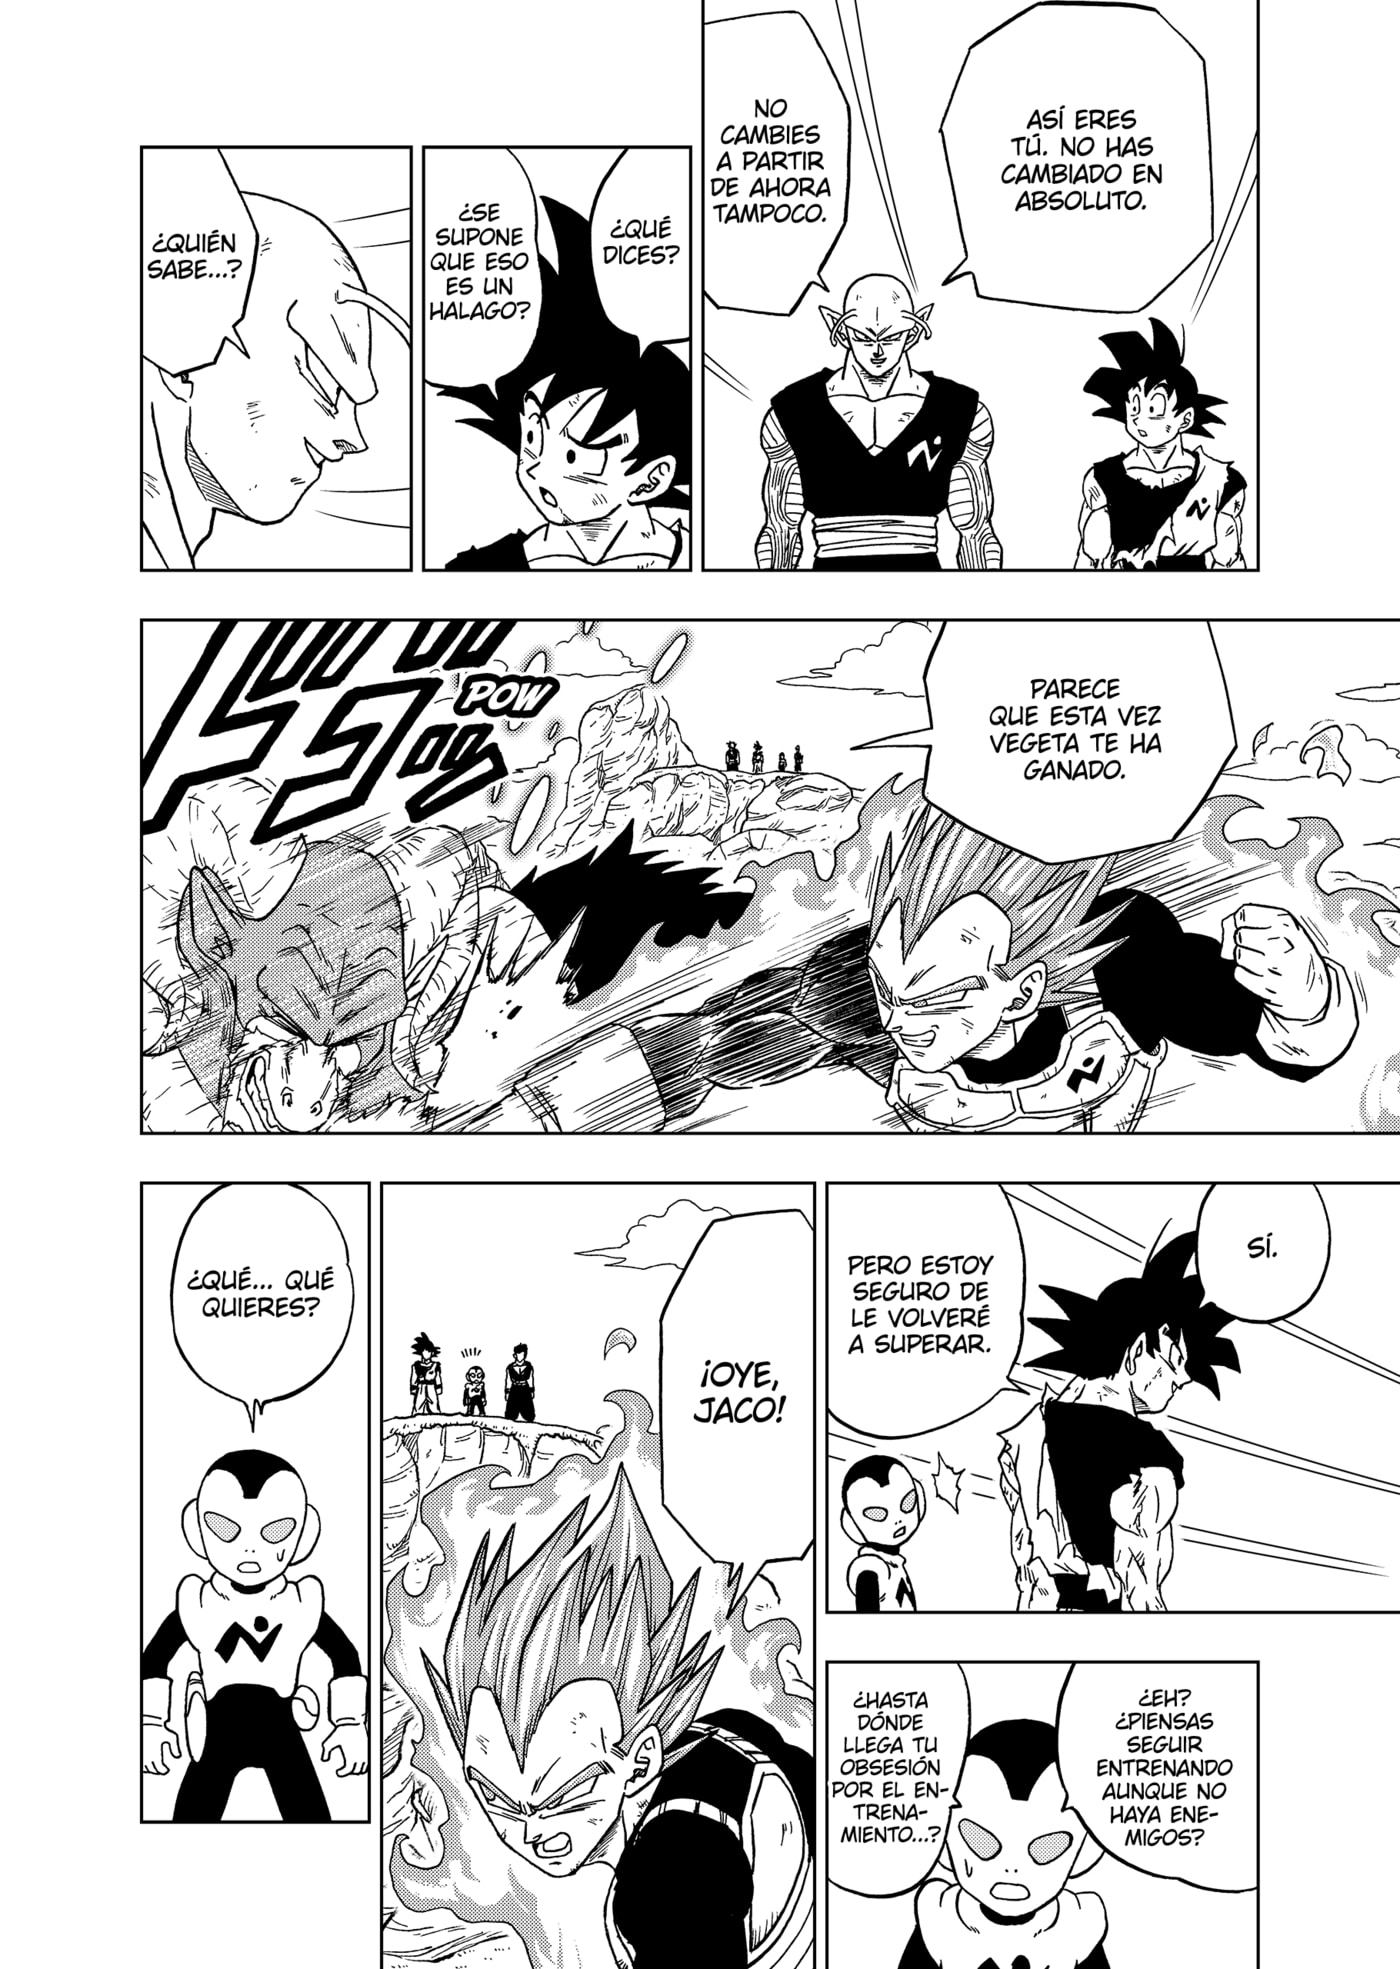 ASÍ ERES
TÚ. NO HAS
CAMBIADO EN
ABSOLUTO.
NO
CAMBIES
A PARTIR
DE AHORA
TAMPOCO.
¿QUÉ
DICES?
¿SE
SUPONE
QUE ESO
ES UN
HALAGO?
¿QUIÉN
SABE...?
PARECE
QUE ESTA VEZ
VEGETA TE HA
GANADO.
POW
SÍ.
PERO ESTOY
SEGURO DE
LE VOLVERÉ
A SUPERAR.
¿EH?
¿PIENSAS
SEGUIR
ENTRENANDO
AUNQUE NO
HAYA ENE-
MIGOS?
¿HASTA
DÓNDE
LLEGA TU
OBSESIÓN
POR EL EN-
TRENA-
MIENTO...?
¡OYE,
JACO!
¿QUÉ... QUÉ
QUIERES?